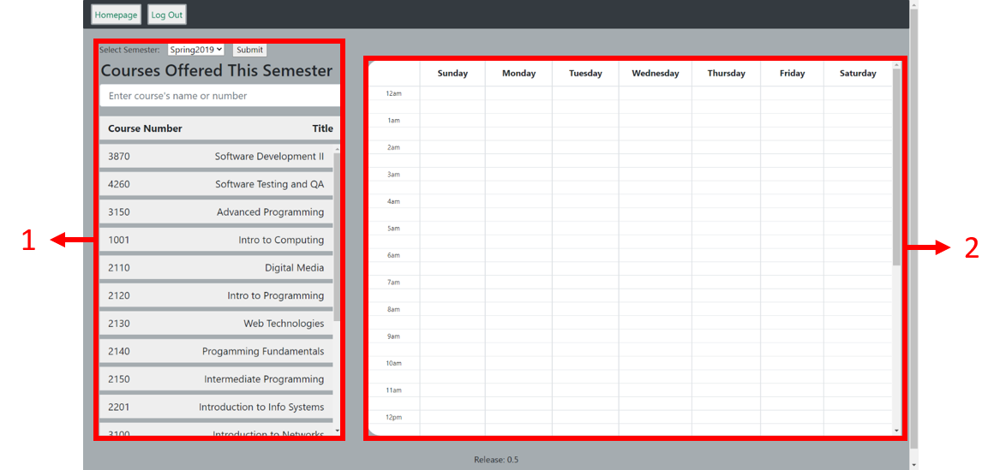 Homepage Log Out
Select Semester: Spring2019 Submit
Courses Offered This Semester
Enter course's name or number
Course Number Title
3870 Software Development II
4260 Software Testing and QA
3150 Advanced Programming
1001 Intro to Computing
2110 Digital Media
2120 Intro to Programming
2130 Web Technologies
2140 Progamming Fundamentals
2150 Intermediate Programming
2201 Introduction to Info Systems
3100 Introduction to Networks
1
Sunday Monday Tuesday Wednesday Thursday Friday Saturday
12am
1am
2am
3am
4am
5am
6am
7am
8am
9am
10am
11am
12pm
2
Release: 0.5